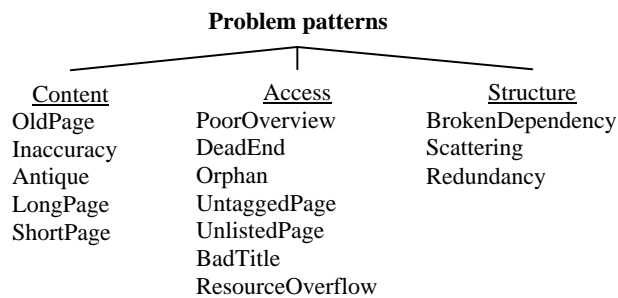 Problem patterns
Content
OldPage
Inaccuracy
Antique
LongPage
ShortPage
Access
PoorOverview
DeadEnd
Orphan
UntaggedPage
UnlistedPage
BadTitle
ResourceOverflow
Structure
BrokenDependency
Scattering
Redundancy